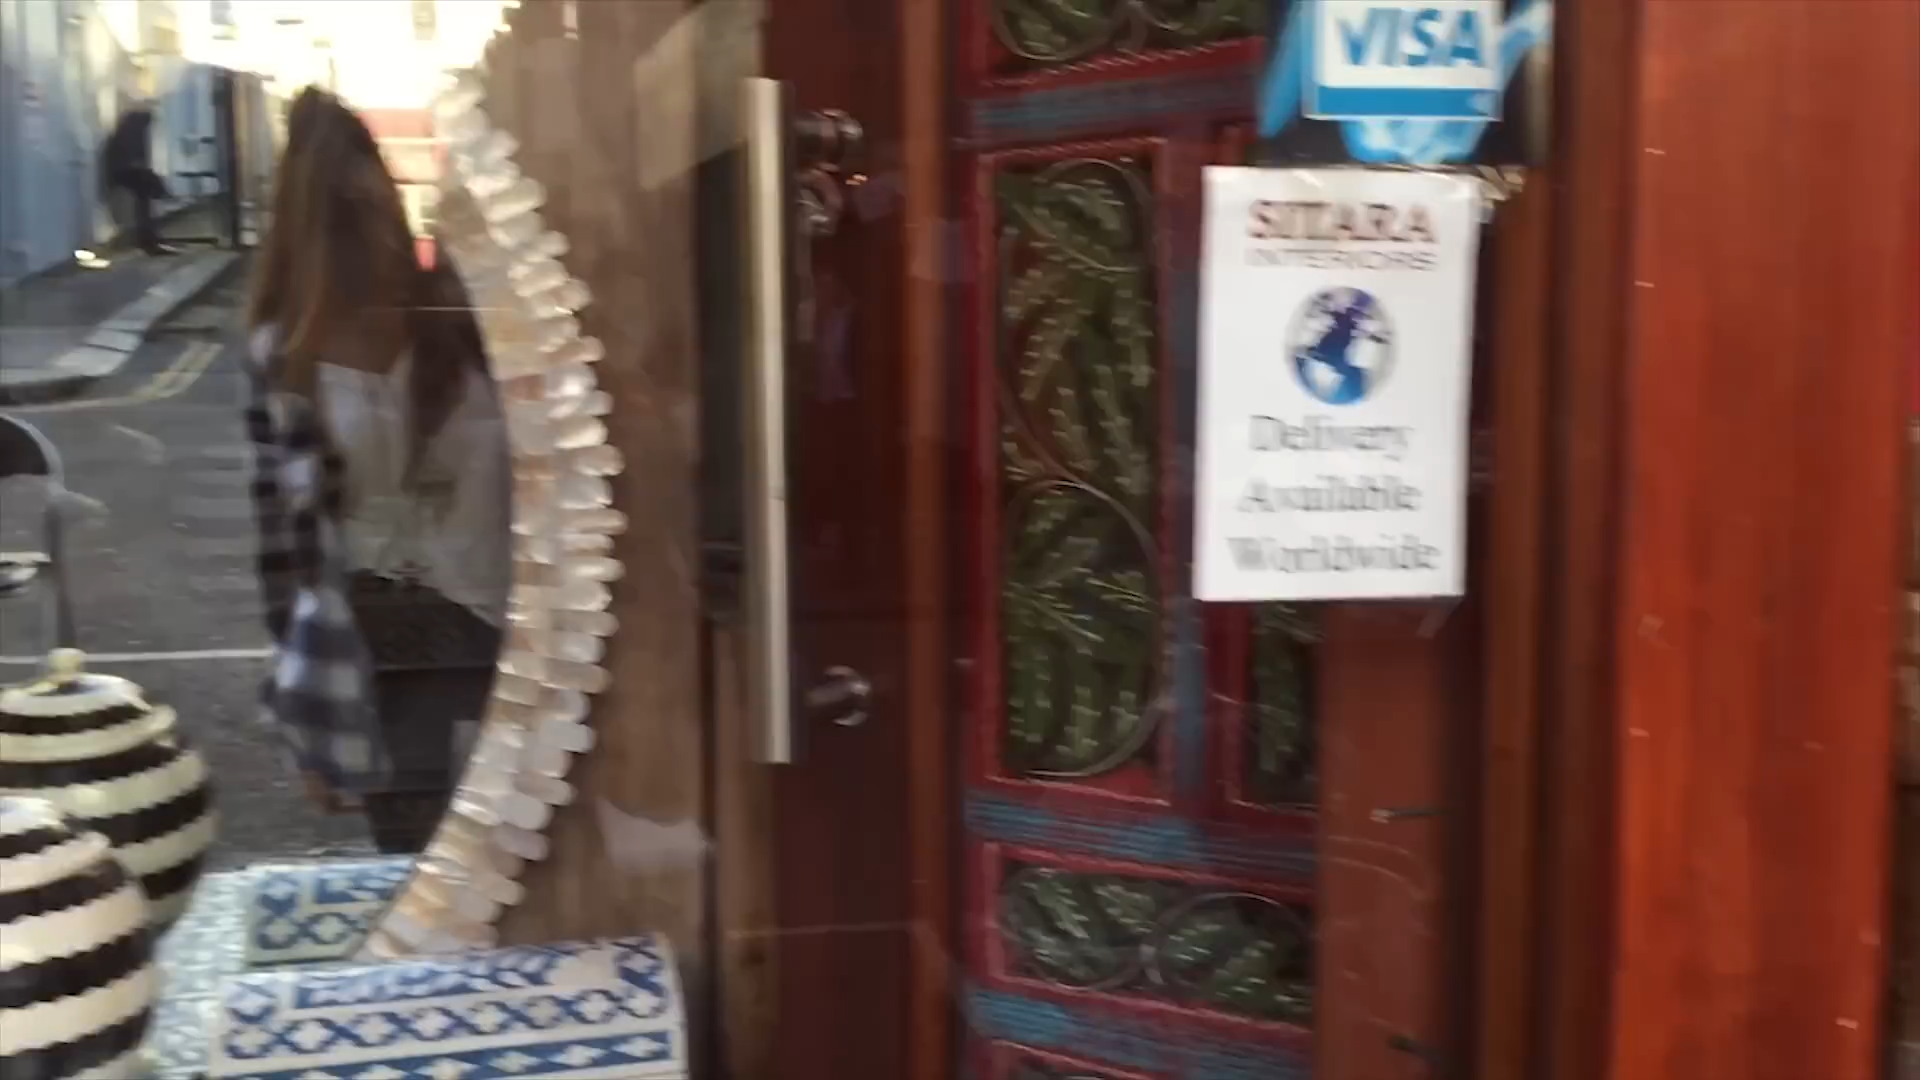 VISA
SITARA
INTERIORS
Delivery
Available
Worldwide